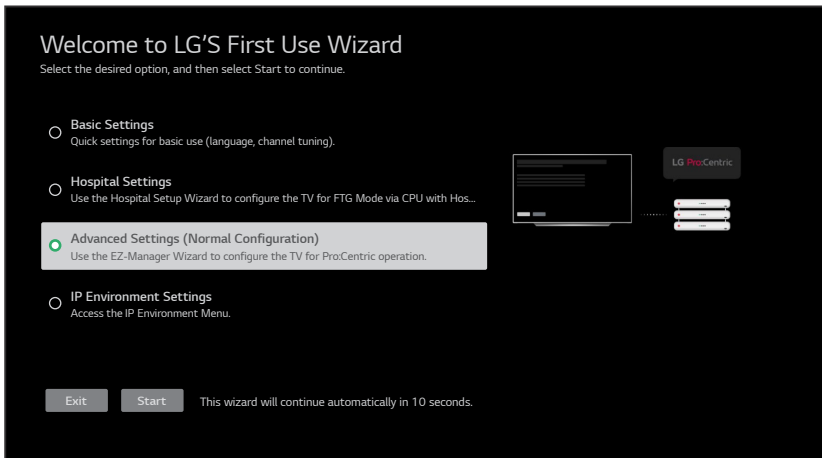 Welcome to LG'S First Use Wizard
Select the desired option, and then select Start to continue.
Basic Settings
Quick settings for basic use (language, channel tuning).
Hospital Settings
Use the Hospital Setup Wizard to configure the TV for FTG Mode via CPU with Hos...
Advanced Settings (Normal Configuration)
Use the EZ-Manager Wizard to configure the TV for Pro:Centric operation.
IP Environment Settings
Access the IP Environment Menu.
LG Pro:Centric
Exit
Start
This wizard will continue automatically in 10 seconds.